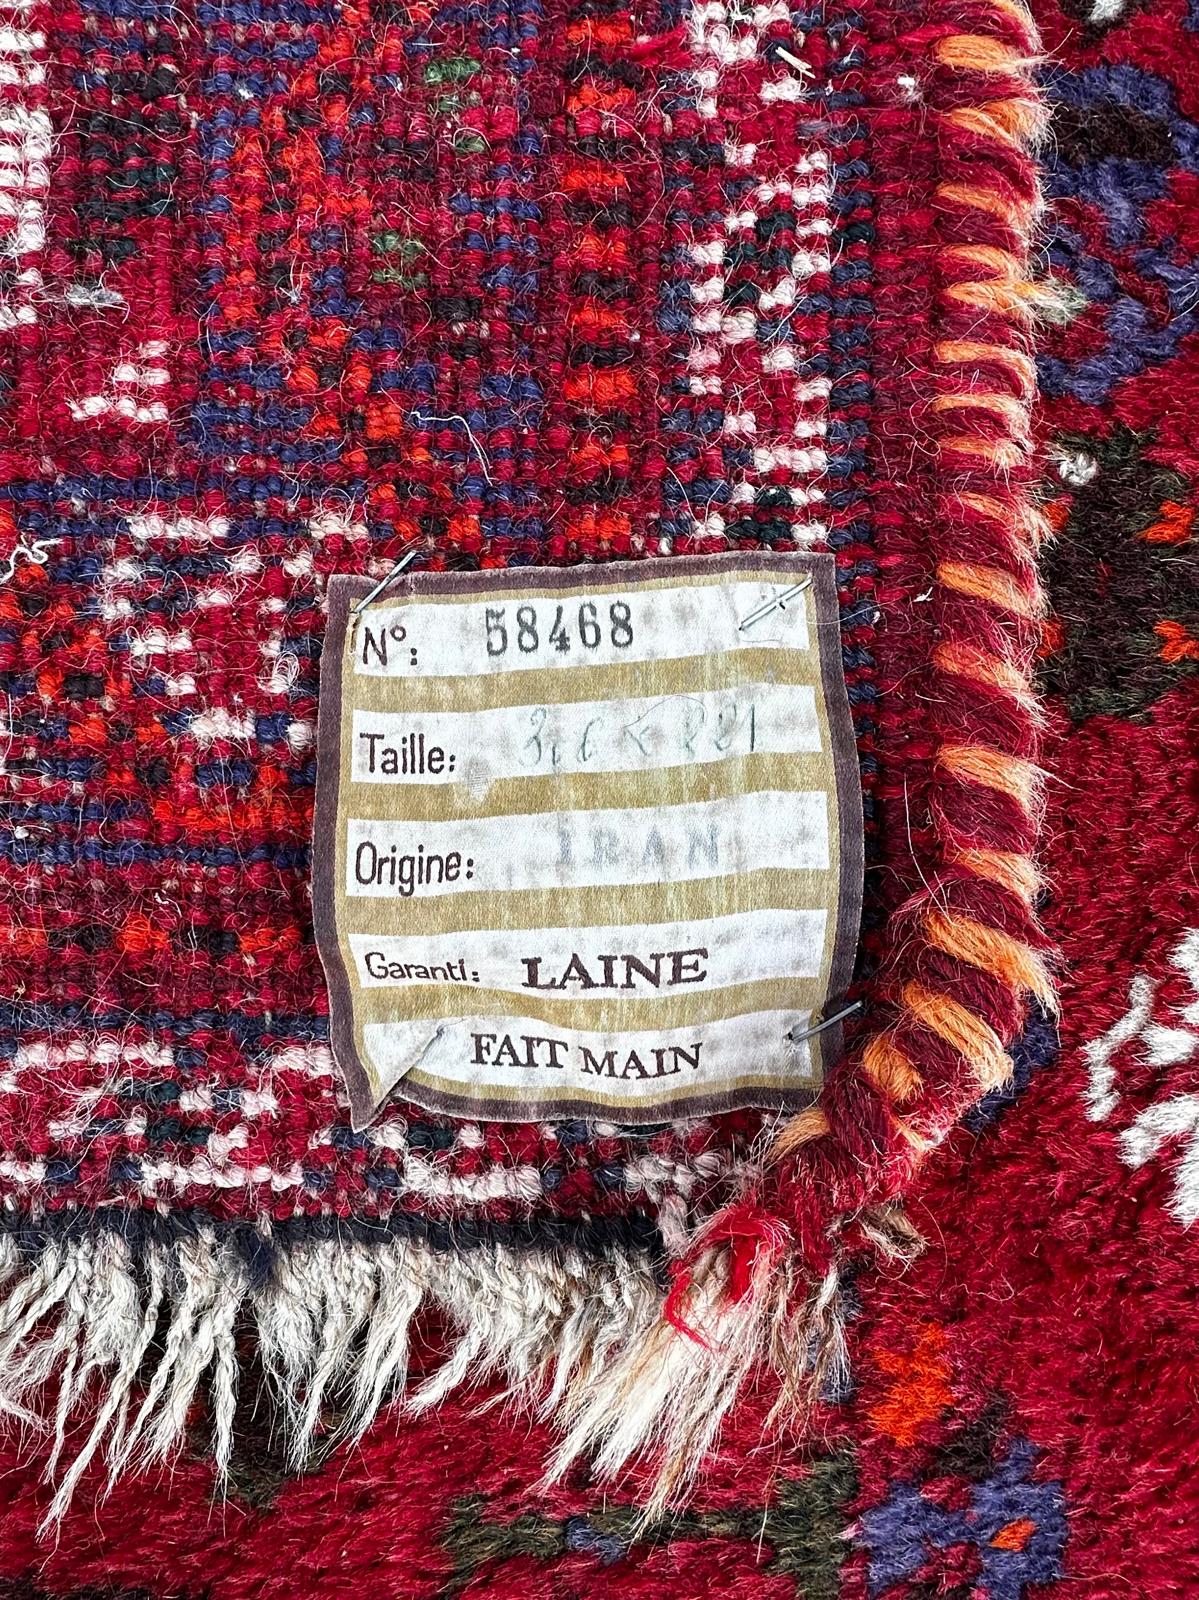 N°: 58468
Taille:
Origine: IRAN
Garanti: LAINE
FAIT MAIN